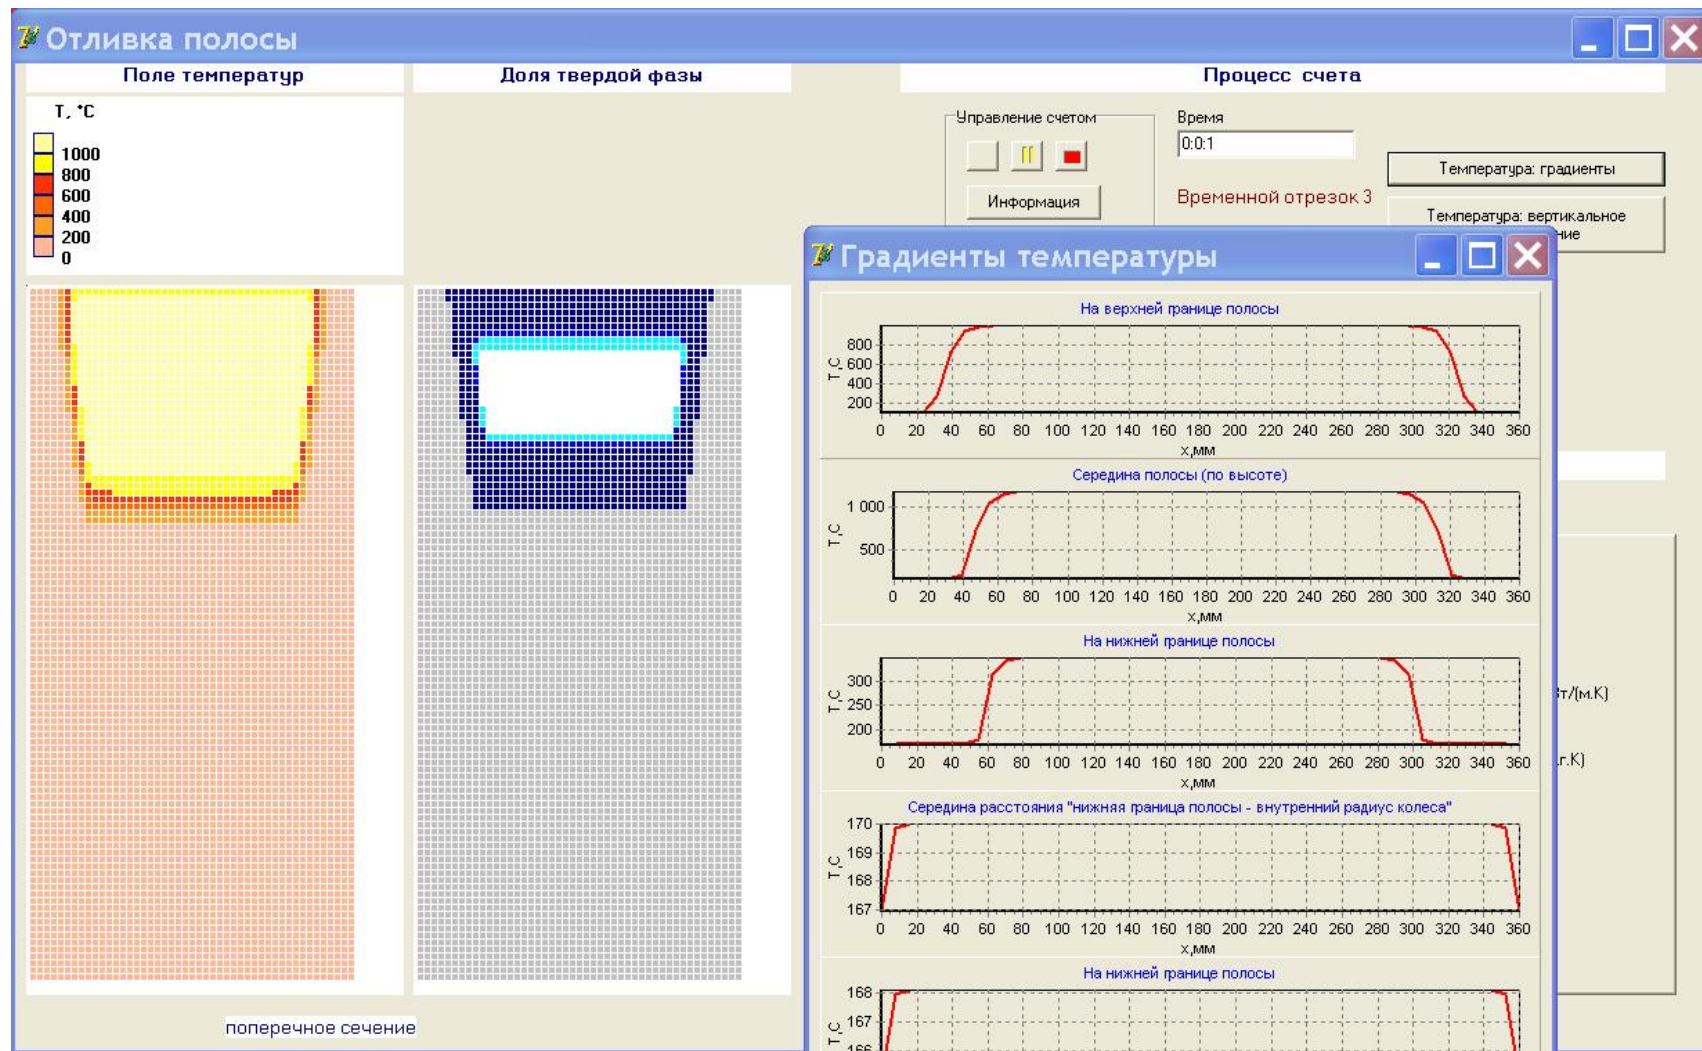 Отливка полосы
Поле температур
Доля твердой фазы
Процесс счета
T, °C
1000
800
600
400
200
0
Управление счетом
Информация
Время
0:0:1
Временной отрезок 3
Температура: градиенты
Температура: вертикальное
ние
Градиенты температуры
На верхней границе полосы
800
600
400
200
T,C
0 20 40 60 80 100 120 140 160 180 200 220 240 260 280 300 320 340 360
x,мм
Середина полосы (по высоте)
1 000
500
T,C
0 20 40 60 80 100 120 140 160 180 200 220 240 260 280 300 320 340 360
x,мм
На нижней границе полосы
300
250
200
T,C
0 20 40 60 80 100 120 140 160 180 200 220 240 260 280 300 320 340 360
x,мм
Середина расстояния "нижняя граница полосы - внутренний радиус колеса"
170
169
168
167
T,C
0 20 40 60 80 100 120 140 160 180 200 220 240 260 280 300 320 340 360
x,мм
На нижней границе полосы
168
167
166
T,C
Вт/(м.К)
г.К)
поперечное сечение